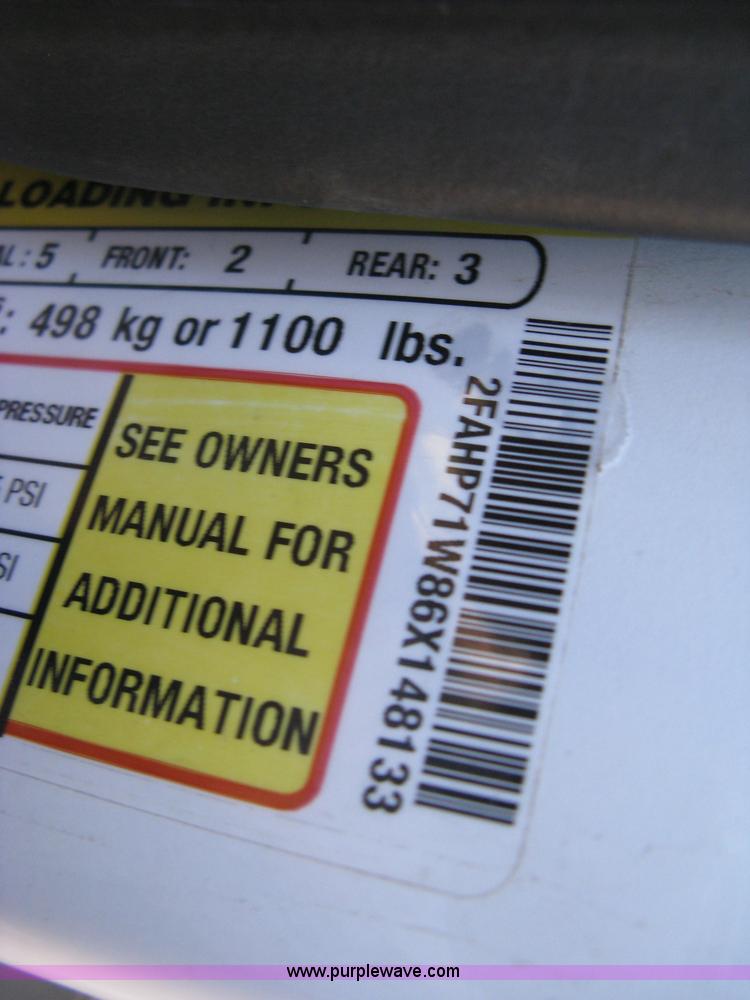 LOADING
AL: 5 FRONT: 2 REAR: 3
: 498 kg or 1100 lbs.
PRESSURE
PSI
SI
SEE OWNERS
MANUAL FOR
ADDITIONAL
INFORMATION
2FAHP71W86X148133
www.purplewave.com